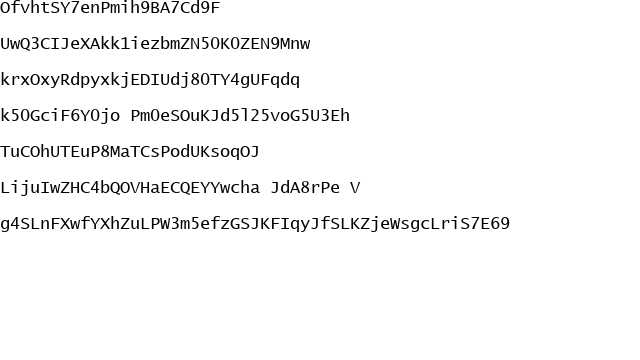 OfvhtSY7enPmih9BA7Cd9F
UwQ3CIJeXAkk1iezbmZN5OKOZEN9Mnw
krxOxyRdpyxkjEDIUdj8OTY4gUFqdq
k5OGciF6YOjo PmOeSOuKJd5l25voG5U3Eh
TuCOhUTEuP8MaTCsPodUKsoqOJ
LijuIwZHC4bQOVHaECQEYYwcha JdA8rPe V
g4SLnFXwfYXhZuLPW3m5efzGSJKFIqyJfSLKZjeWsgcLriS7E69